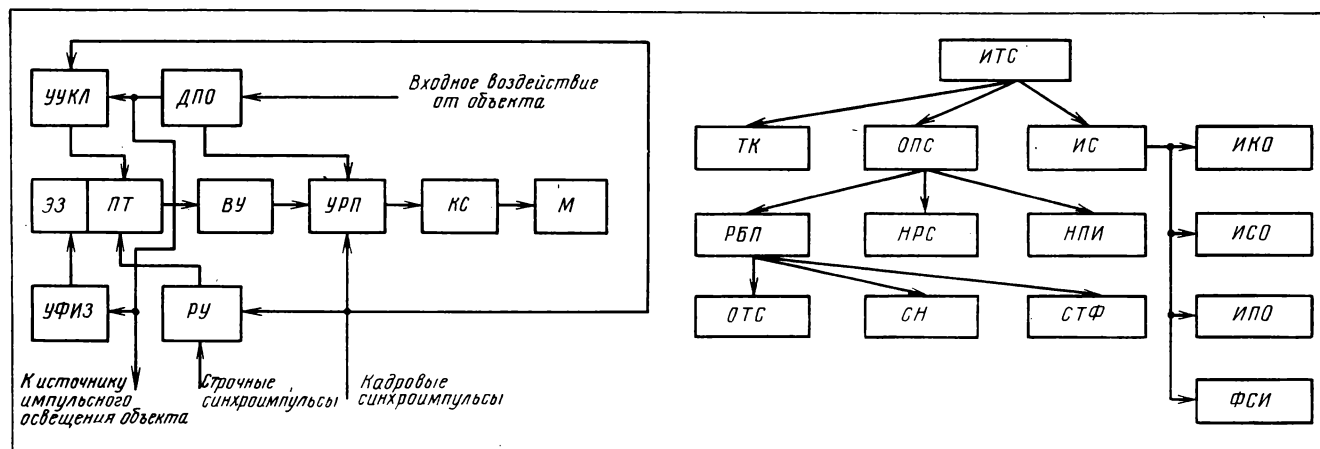 УУКЛ
ДПО
Входное воздействие
от объекта
ЭЗ
ПТ
ВУ
УРП
КС
М
УФИЗ
РУ
К источнику
импульсного
освещения объекта
Строчные
синхроимпульсы
Кадровые
синхроимпульсы
ИТС
ТК
ОПС
ИС
ИКО
РБП
НРС
НПИ
ИСО
ОТС
СН
СТФ
ИПО
ФСИ